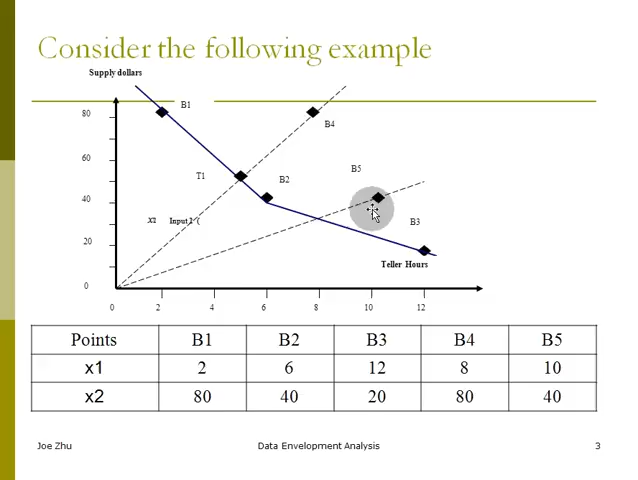 Consider the following example
Supply dollars
B1
80
B4
60
B5
T1
B2
40
X2 Input 2 (
B3
20
Teller Hours
0
0 2 4 6 8 10 12
Points B1 B2 B3 B4 B5
x1 2 6 12 8 10
x2 80 40 20 80 40
Joe Zhu Data Envelopment Analysis 3